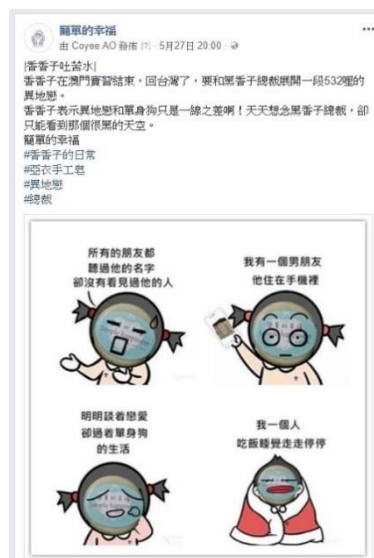 簡單的幸福
由 Coyee AO 發佈 [?] · 5月27日 20:00 ·
|香香子吐苦水|
香香子在澳門實習結束，回台灣了，要和黑香子總裁展開一段532哩的
異地戀。
香香子表示異地戀和單身狗只是一線之差啊！天天想念黑香子總裁，卻
只能看到那個很黑的天空。
簡單的幸福
#香香子的日常
#亞衣手工皂
#異地戀
#總裁
所有的朋友都
聽過他的名字
卻沒有看見過他的人
我有一個男朋友
他住在手機裡
明明談着戀愛
卻過着單身狗
的生活
我一個人
吃飯睡覺走走停停